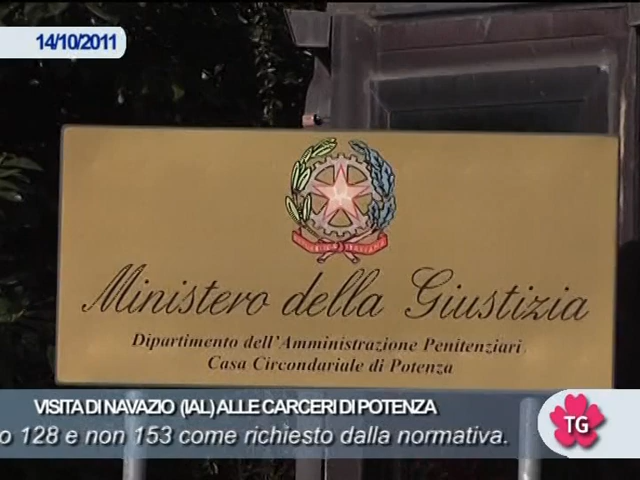 14/10/2011
Ministero della Giustizia
Dipartimento dell'Amministrazione Penitenziari
Casa Circondariale di Potenza
VISITA DI NAVAZIO (IAL) ALLE CARCERI DI POTENZA
o 128 e non 153 come richiesto dalla normativa.
TG